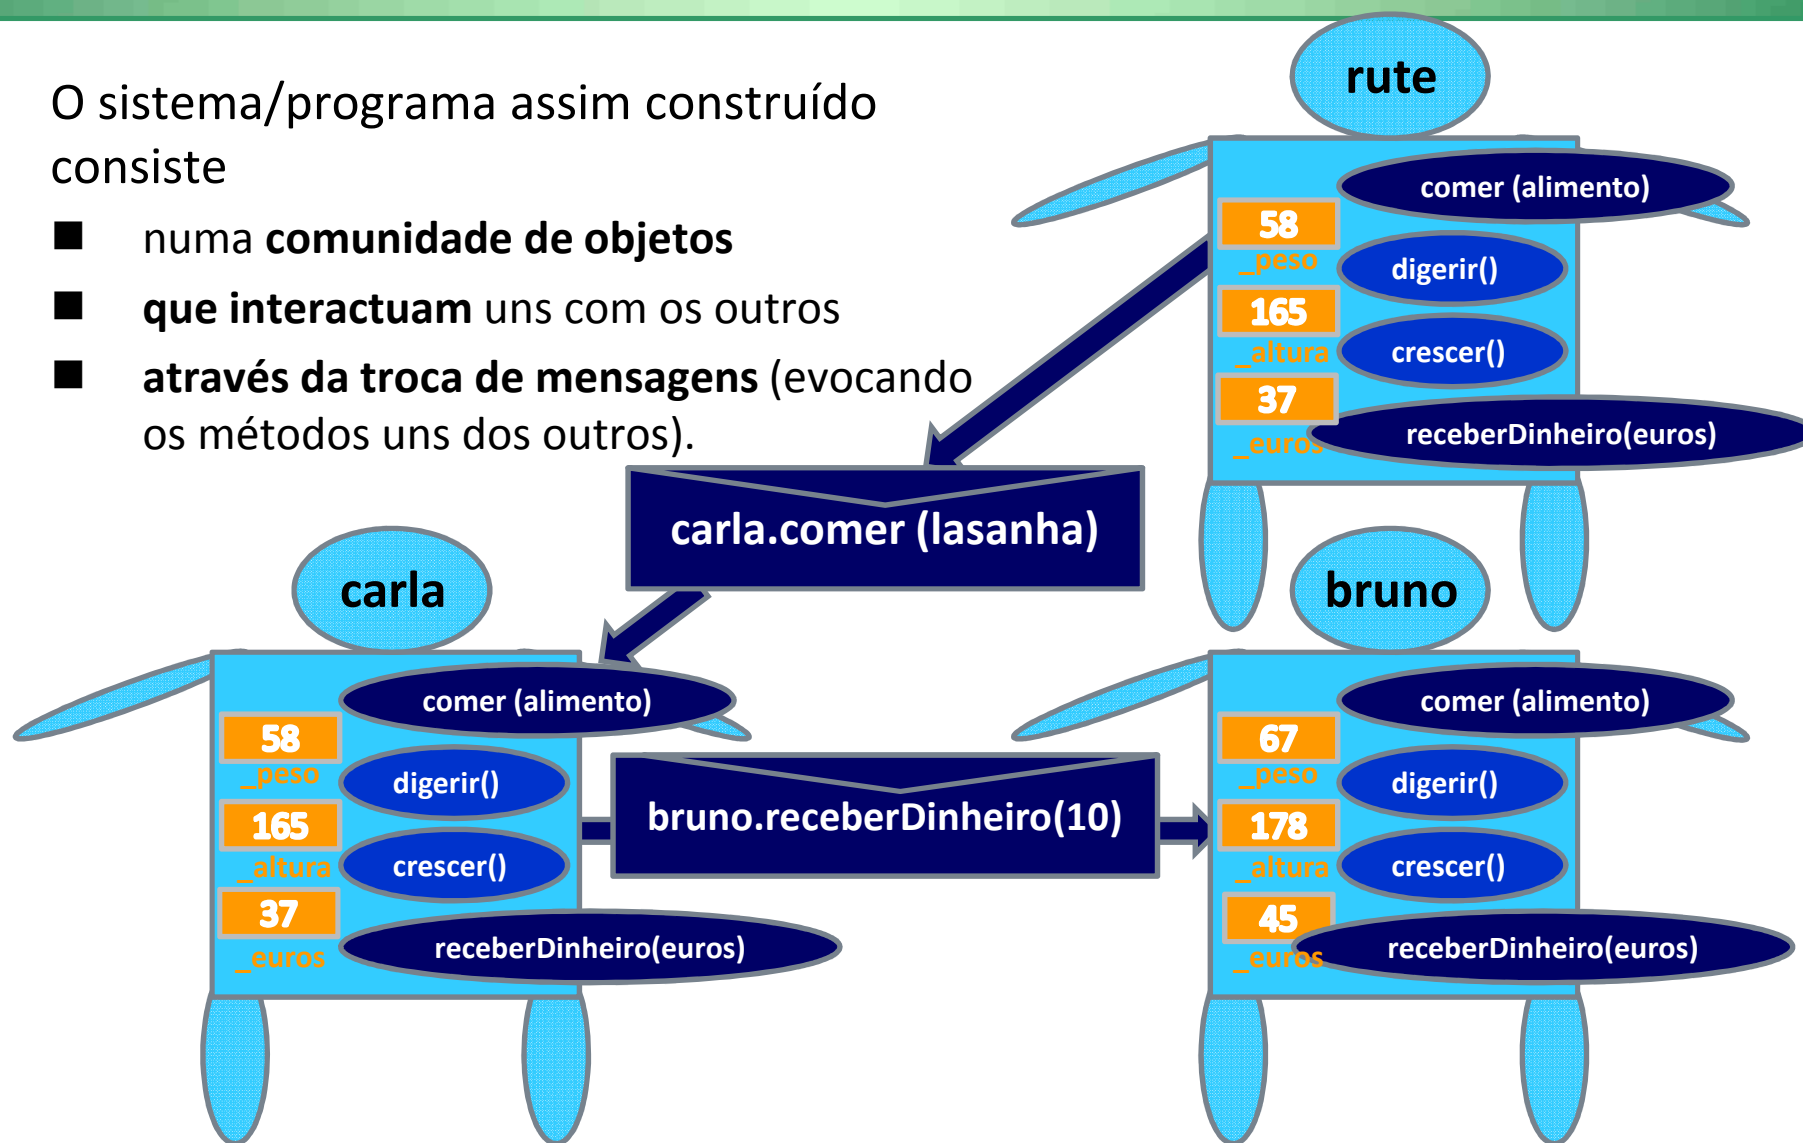 O sistema/programa assim construído
consiste
numa comunidade de objetos
que interactuam uns com os outros
através da troca de mensagens (evocando
os métodos uns dos outros).
rute
comer (alimento)
58
_peso
digerir()
165
_altura
crescer()
37
_euros
receberDinheiro(euros)
carla.comer (lasanha)
carla
comer (alimento)
58
_peso
digerir()
165
_altura
crescer()
37
_euros
receberDinheiro(euros)
bruno.receberDinheiro(10)
bruno
comer (alimento)
67
_peso
digerir()
178
_altura
crescer()
45
_euros
receberDinheiro(euros)